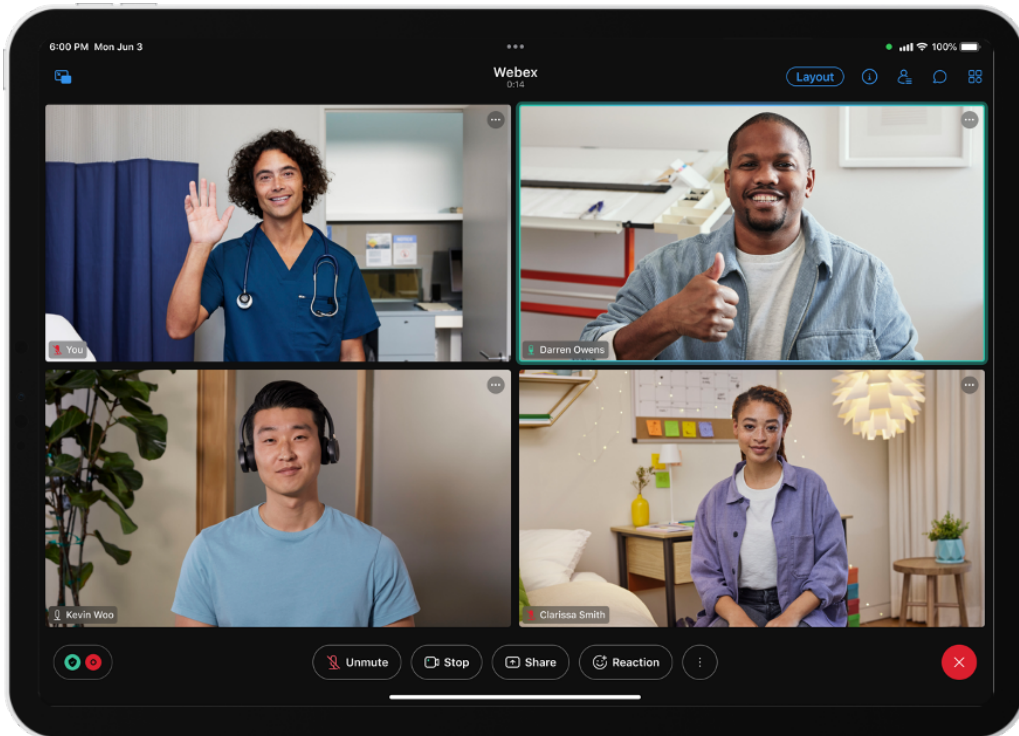 6:00 PM Mon Jun 3
100%
Webex
0:14
Layout
You
Darren Owens
Kevin Woo
Clarissa Smith
Unmute
Stop
Share
Reaction